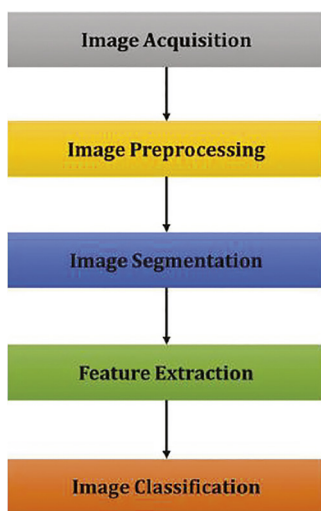 Image Acquisition
Image Preprocessing
Image Segmentation
Feature Extraction
Image Classification